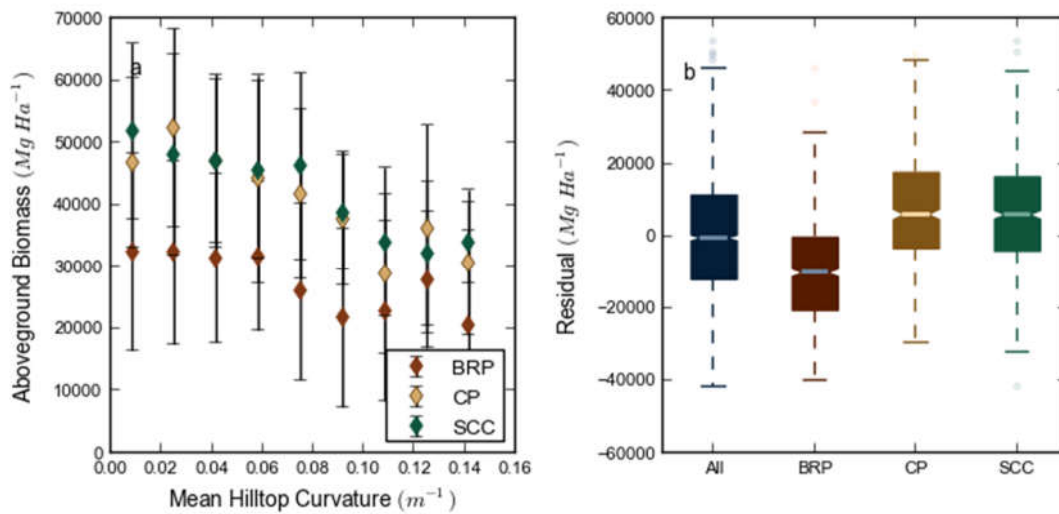 70000
60000
50000
40000
30000
20000
10000
0
Aboveground Biomass (Mg Ha⁻¹)
a
BRP
CP
SCC
0.00 0.02 0.04 0.06 0.08 0.10 0.12 0.14 0.16
Mean Hilltop Curvature (m⁻¹)
60000
40000
20000
0
−20000
−40000
−60000
Residual (Mg Ha⁻¹)
b
All BRP CP SCC